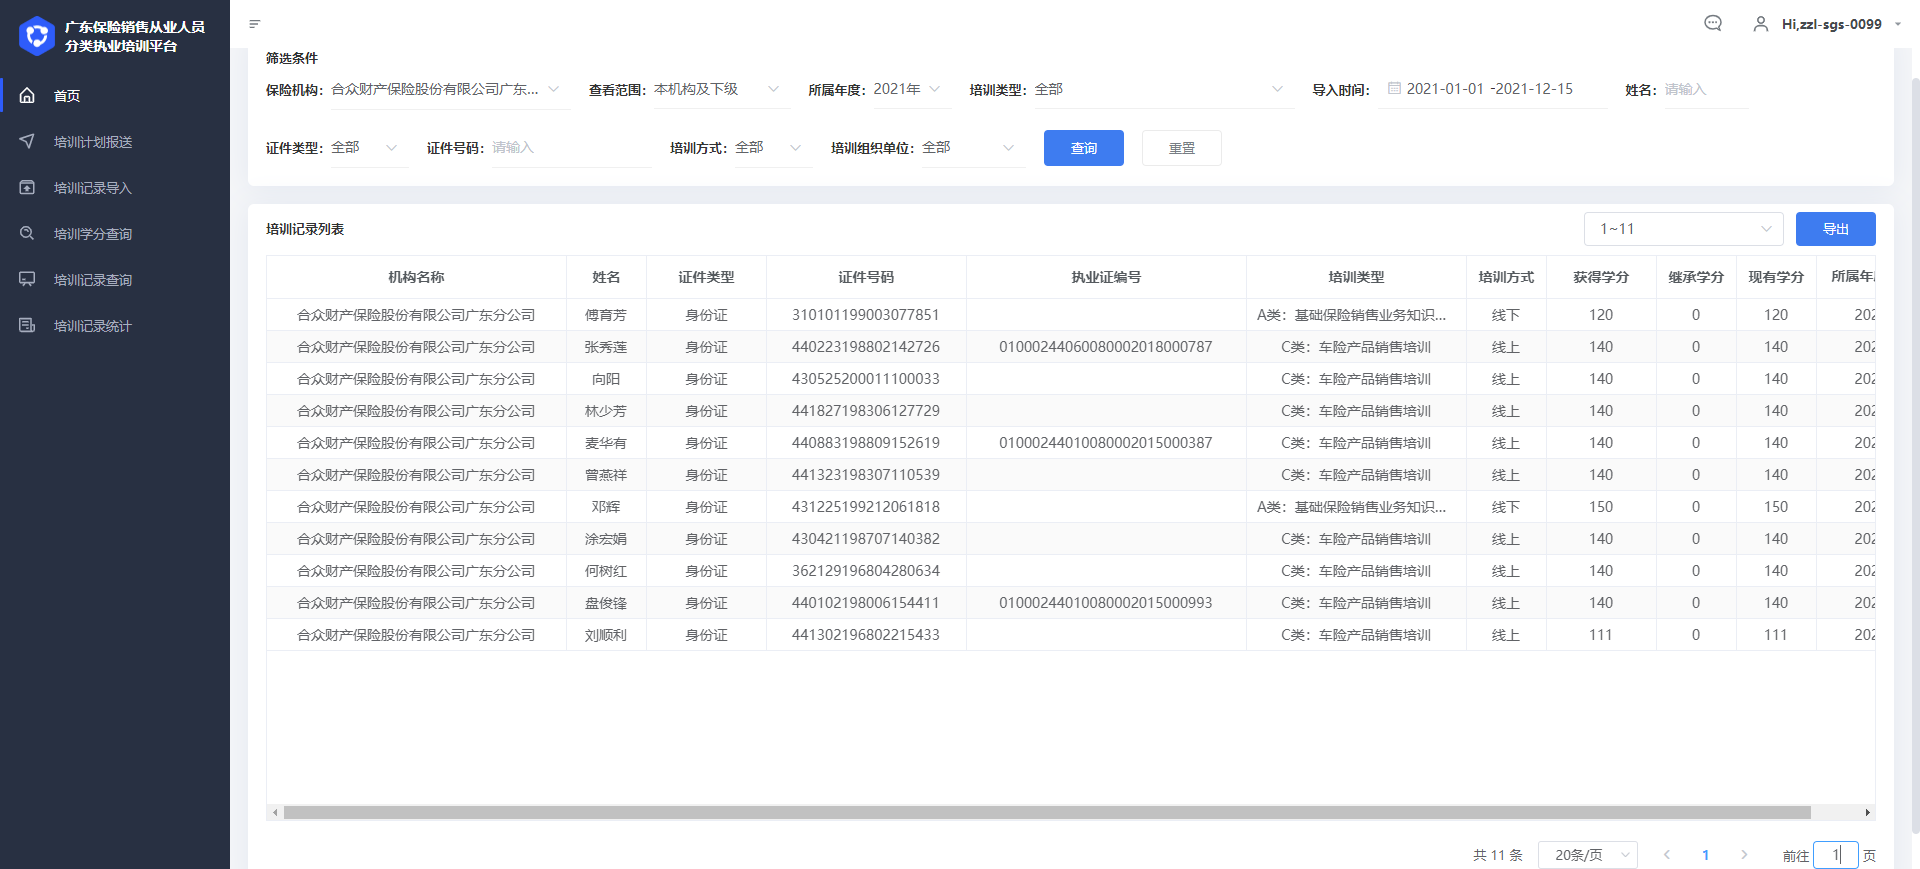 广东保险销售从业人员
分类执业培训平台
Hi,zzl-sgs-0099
首页
培训计划报送
培训记录导入
培训学分查询
培训记录查询
培训记录统计
筛选条件
保险机构： 合众财产保险股份有限公司广东... 查看范围： 本机构及下级 所属年度： 2021年 培训类型： 全部 导入时间： 2021-01-01 -2021-12-15 姓名： 请输入
证件类型： 全部 证件号码： 请输入 培训方式： 全部 培训组织单位： 全部 查询 重置
培训记录列表 1~11 导出
机构名称 姓名 证件类型 证件号码 执业证编号 培训类型 培训方式 获得学分 继承学分 现有学分 所属年
合众财产保险股份有限公司广东分公司 傅育芳 身份证 310101199003077851 A类：基础保险销售业务知识... 线下 120 0 120 202
合众财产保险股份有限公司广东分公司 张秀莲 身份证 440223198802142726 01000244060080002018000787 C类：车险产品销售培训 线上 140 0 140 202
合众财产保险股份有限公司广东分公司 向阳 身份证 430525200011100033 C类：车险产品销售培训 线上 140 0 140 202
合众财产保险股份有限公司广东分公司 林少芳 身份证 441827198306127729 C类：车险产品销售培训 线上 140 0 140 202
合众财产保险股份有限公司广东分公司 麦华有 身份证 440883198809152619 01000244010080002015000387 C类：车险产品销售培训 线上 140 0 140 202
合众财产保险股份有限公司广东分公司 曾燕祥 身份证 441323198307110539 C类：车险产品销售培训 线上 140 0 140 202
合众财产保险股份有限公司广东分公司 邓辉 身份证 431225199212061818 A类：基础保险销售业务知识... 线下 150 0 150 202
合众财产保险股份有限公司广东分公司 涂宏娟 身份证 430421198707140382 C类：车险产品销售培训 线上 140 0 140 202
合众财产保险股份有限公司广东分公司 何树红 身份证 362129196804280634 C类：车险产品销售培训 线上 140 0 140 202
合众财产保险股份有限公司广东分公司 盘俊锋 身份证 440102198006154411 01000244010080002015000993 C类：车险产品销售培训 线上 140 0 140 202
合众财产保险股份有限公司广东分公司 刘顺利 身份证 441302196802215433 C类：车险产品销售培训 线上 111 0 111 202
共 11 条 20条/页 1 前往 1 页